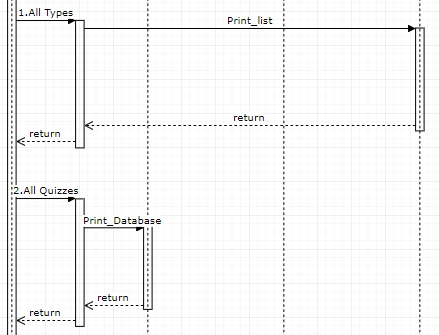 1.All Types
Print_list
return
return
2.All Quizzes
Print_Database
return
return